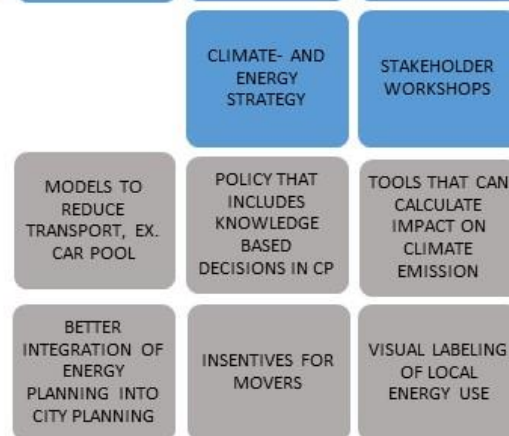 CLIMATE- AND
ENERGY
STRATEGY
STAKEHOLDER
WORKSHOPS
MODELS TO
REDUCE
TRANSPORT, EX.
CAR POOL
POLICY THAT
INCLUDES
KNOWLEDGE
BASED
DECISIONS IN CP
TOOLS THAT CAN
CALCULATE
IMPACT ON
CLIMATE
EMISSION
BETTER
INTEGRATION OF
ENERGY
PLANNING INTO
CITY PLANNING
INSENTIVES FOR
MOVERS
VISUAL LABELING
OF LOCAL
ENERGY USE